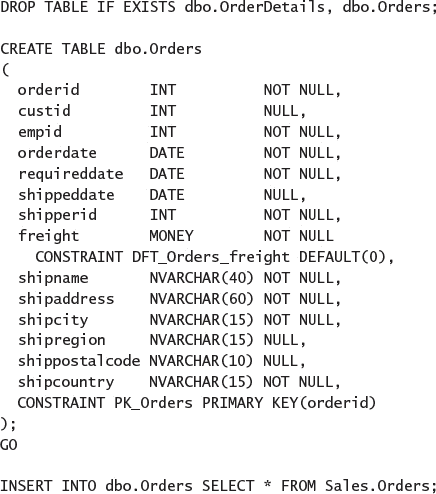 DROP TABLE IF EXISTS dbo.OrderDetails, dbo.Orders;
CREATE TABLE dbo.Orders
(
orderid INT NOT NULL,
custid INT NULL,
empid INT NOT NULL,
orderdate DATE NOT NULL,
requireddate DATE NOT NULL,
shippeddate DATE NULL,
shipperid INT NOT NULL,
freight MONEY NOT NULL
CONSTRAINT DFT_Orders_freight DEFAULT(0),
shipname NVARCHAR(40) NOT NULL,
shipaddress NVARCHAR(60) NOT NULL,
shipcity NVARCHAR(15) NOT NULL,
shipregion NVARCHAR(15) NULL,
shippostalcode NVARCHAR(10) NULL,
shipcountry NVARCHAR(15) NOT NULL,
CONSTRAINT PK_Orders PRIMARY KEY(orderid)
);
GO
INSERT INTO dbo.Orders SELECT * FROM Sales.Orders;